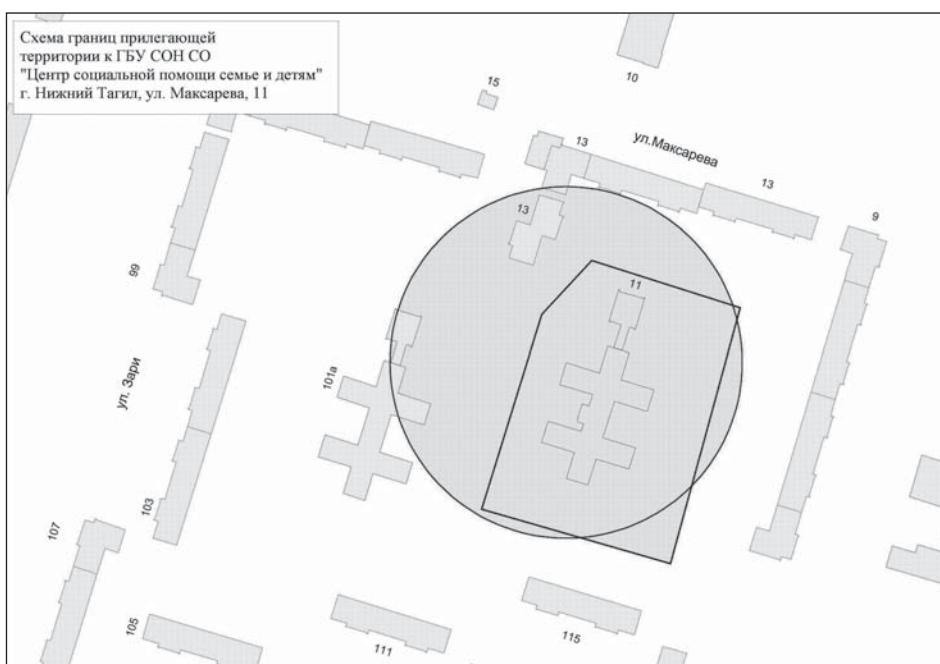 Схема границ прилегающей
территории к ГБУ СОН СО
"Центр социальной помощи семье и детям"
г. Нижний Тагил, ул. Максарева, 11
10
15
ул.Максарева
13
13
13
9
99
11
ул. Зари
101а
103
107
105
111
115